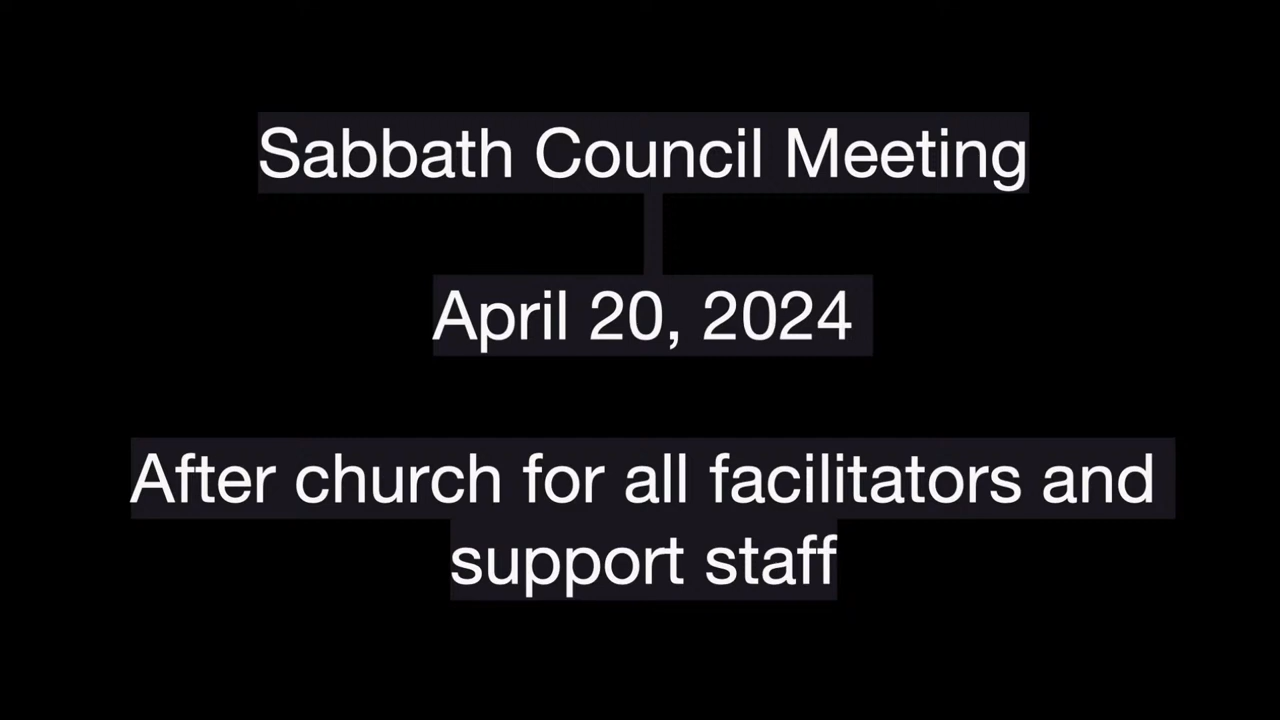 Sabbath Council Meeting
April 20, 2024
After church for all facilitators and
support staff